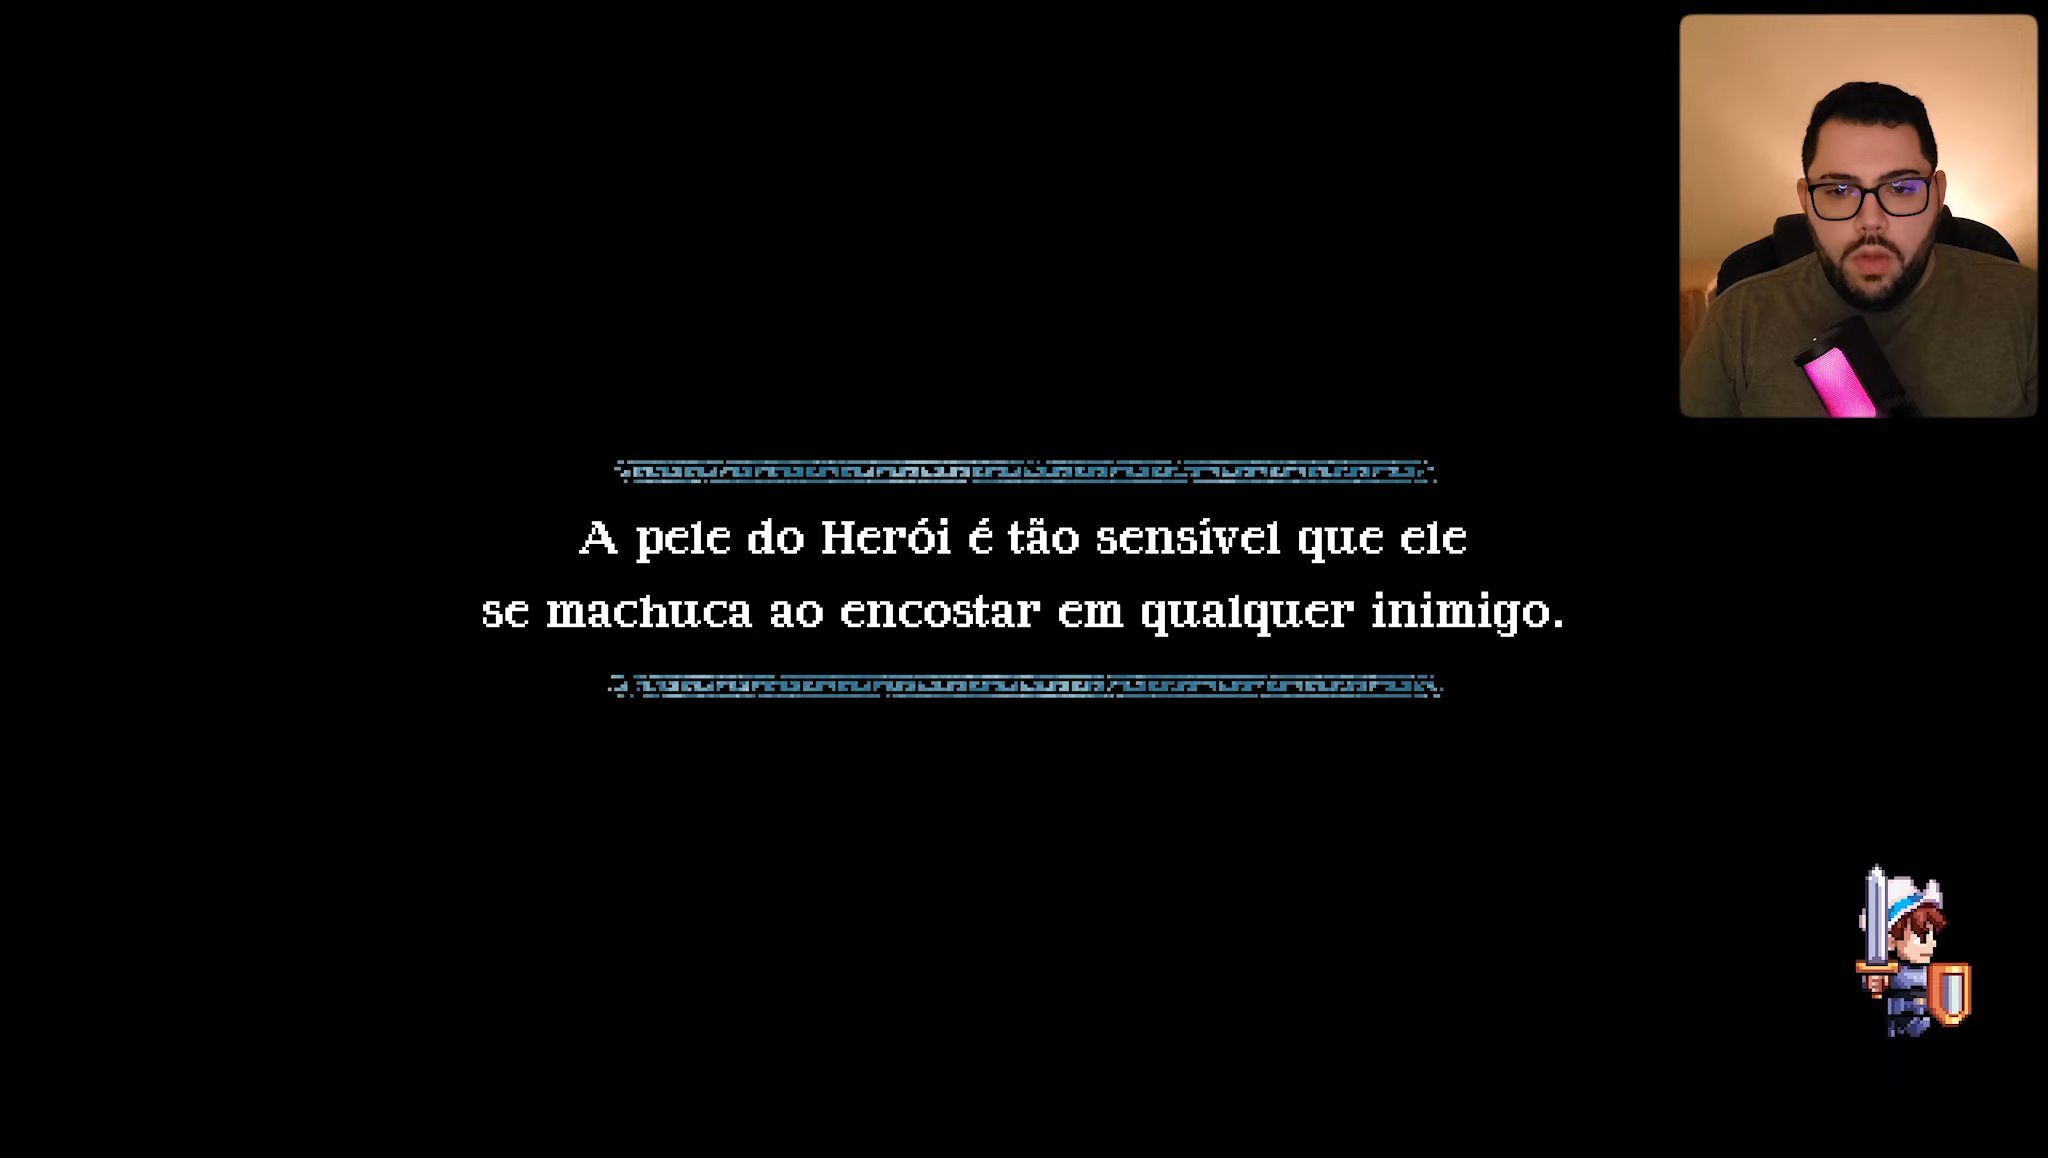 A pele do Herói é tão sensível que ele
se machuca ao encostar em qualquer inimigo.